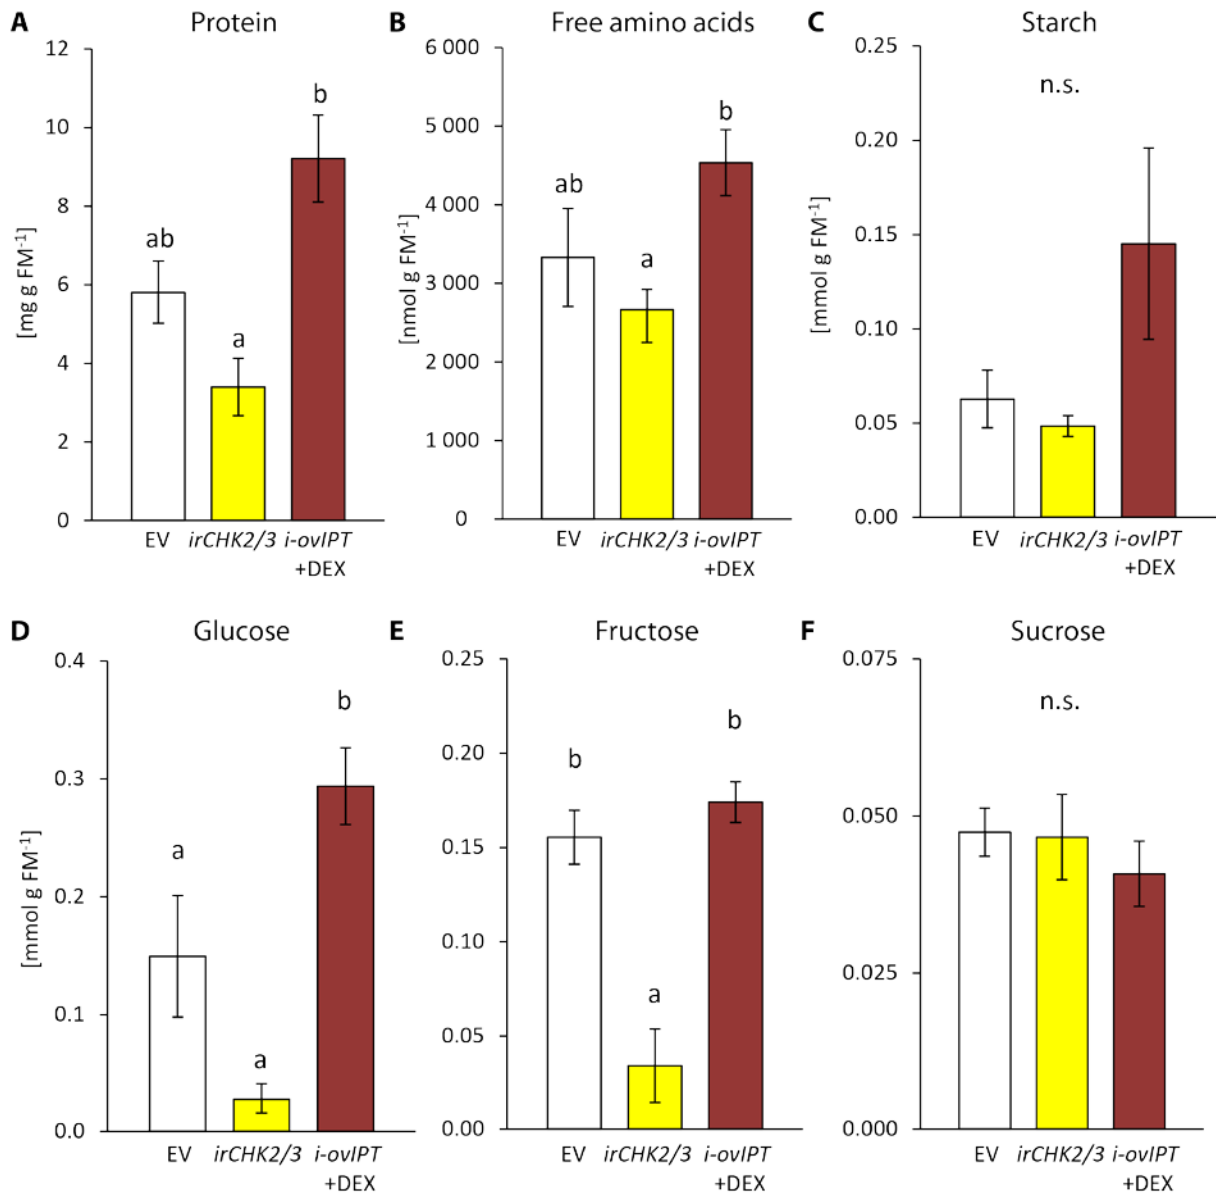 A Protein
12
10
8
6
4
2
0
[mg g FM⁻¹]
ab
a
b
EV irCHK2/3 i-ovIPT
+DEX
B Free amino acids
6 000
5 000
4 000
3 000
2 000
1 000
0
[nmol g FM⁻¹]
ab
a
b
EV irCHK2/3 i-ovIPT
+DEX
C Starch
0.25
0.20
0.15
0.10
0.05
0.00
[mmol g FM⁻¹]
n.s.
EV irCHK2/3 i-ovIPT
+DEX
D Glucose
0.4
0.3
0.2
0.1
0.0
[mmol g FM⁻¹]
a
a
b
EV irCHK2/3 i-ovIPT
+DEX
E Fructose
0.25
0.20
0.15
0.10
0.05
0.00
b
a
b
EV irCHK2/3 i-ovIPT
+DEX
F Sucrose
0.075
0.050
0.025
0.000
n.s.
EV irCHK2/3 i-ovIPT
+DEX